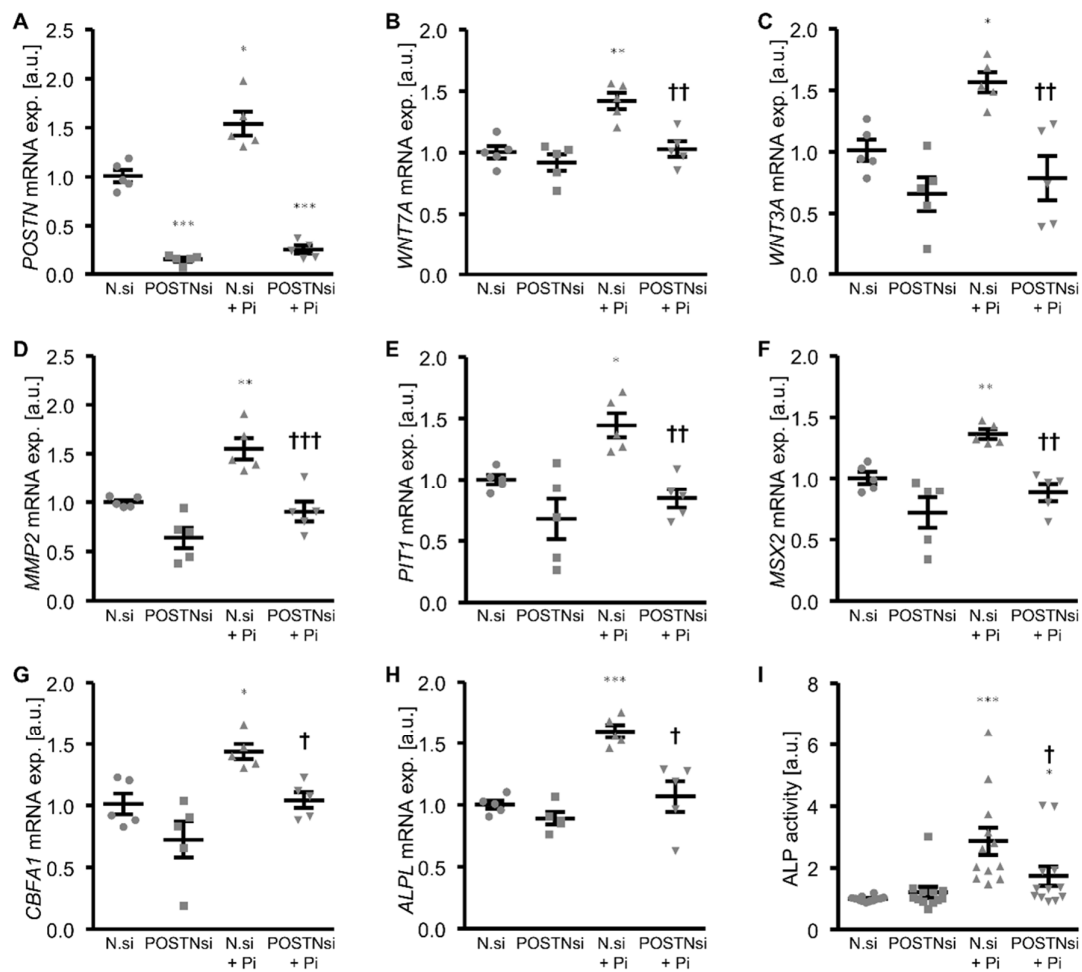 A
POSTN mRNA exp. [a.u.]
2.5
2.0
1.5
1.0
0.5
0.0
*
***
***
N.si POSTNsi N.si POSTNsi
+ Pi + Pi
B
WNT7A mRNA exp. [a.u.]
2.0
1.5
1.0
0.5
0.0
**
††
N.si POSTNsi N.si POSTNsi
+ Pi + Pi
C
WNT3A mRNA exp. [a.u.]
2.0
1.5
1.0
0.5
0.0
*
††
N.si POSTNsi N.si POSTNsi
+ Pi + Pi
D
MMP2 mRNA exp. [a.u.]
2.5
2.0
1.5
1.0
0.5
0.0
**
†††
N.si POSTNsi N.si POSTNsi
+ Pi + Pi
E
PIT1 mRNA exp. [a.u.]
2.0
1.5
1.0
0.5
0.0
*
††
N.si POSTNsi N.si POSTNsi
+ Pi + Pi
F
MSX2 mRNA exp. [a.u.]
2.0
1.5
1.0
0.5
0.0
**
††
N.si POSTNsi N.si POSTNsi
+ Pi + Pi
G
CBFA1 mRNA exp. [a.u.]
2.0
1.5
1.0
0.5
0.0
*
†
N.si POSTNsi N.si POSTNsi
+ Pi + Pi
H
ALPL mRNA exp. [a.u.]
2.0
1.5
1.0
0.5
0.0
***
†
N.si POSTNsi N.si POSTNsi
+ Pi + Pi
I
ALP activity [a.u.]
8
6
4
2
0
***
†
*
N.si POSTNsi N.si POSTNsi
+ Pi + Pi